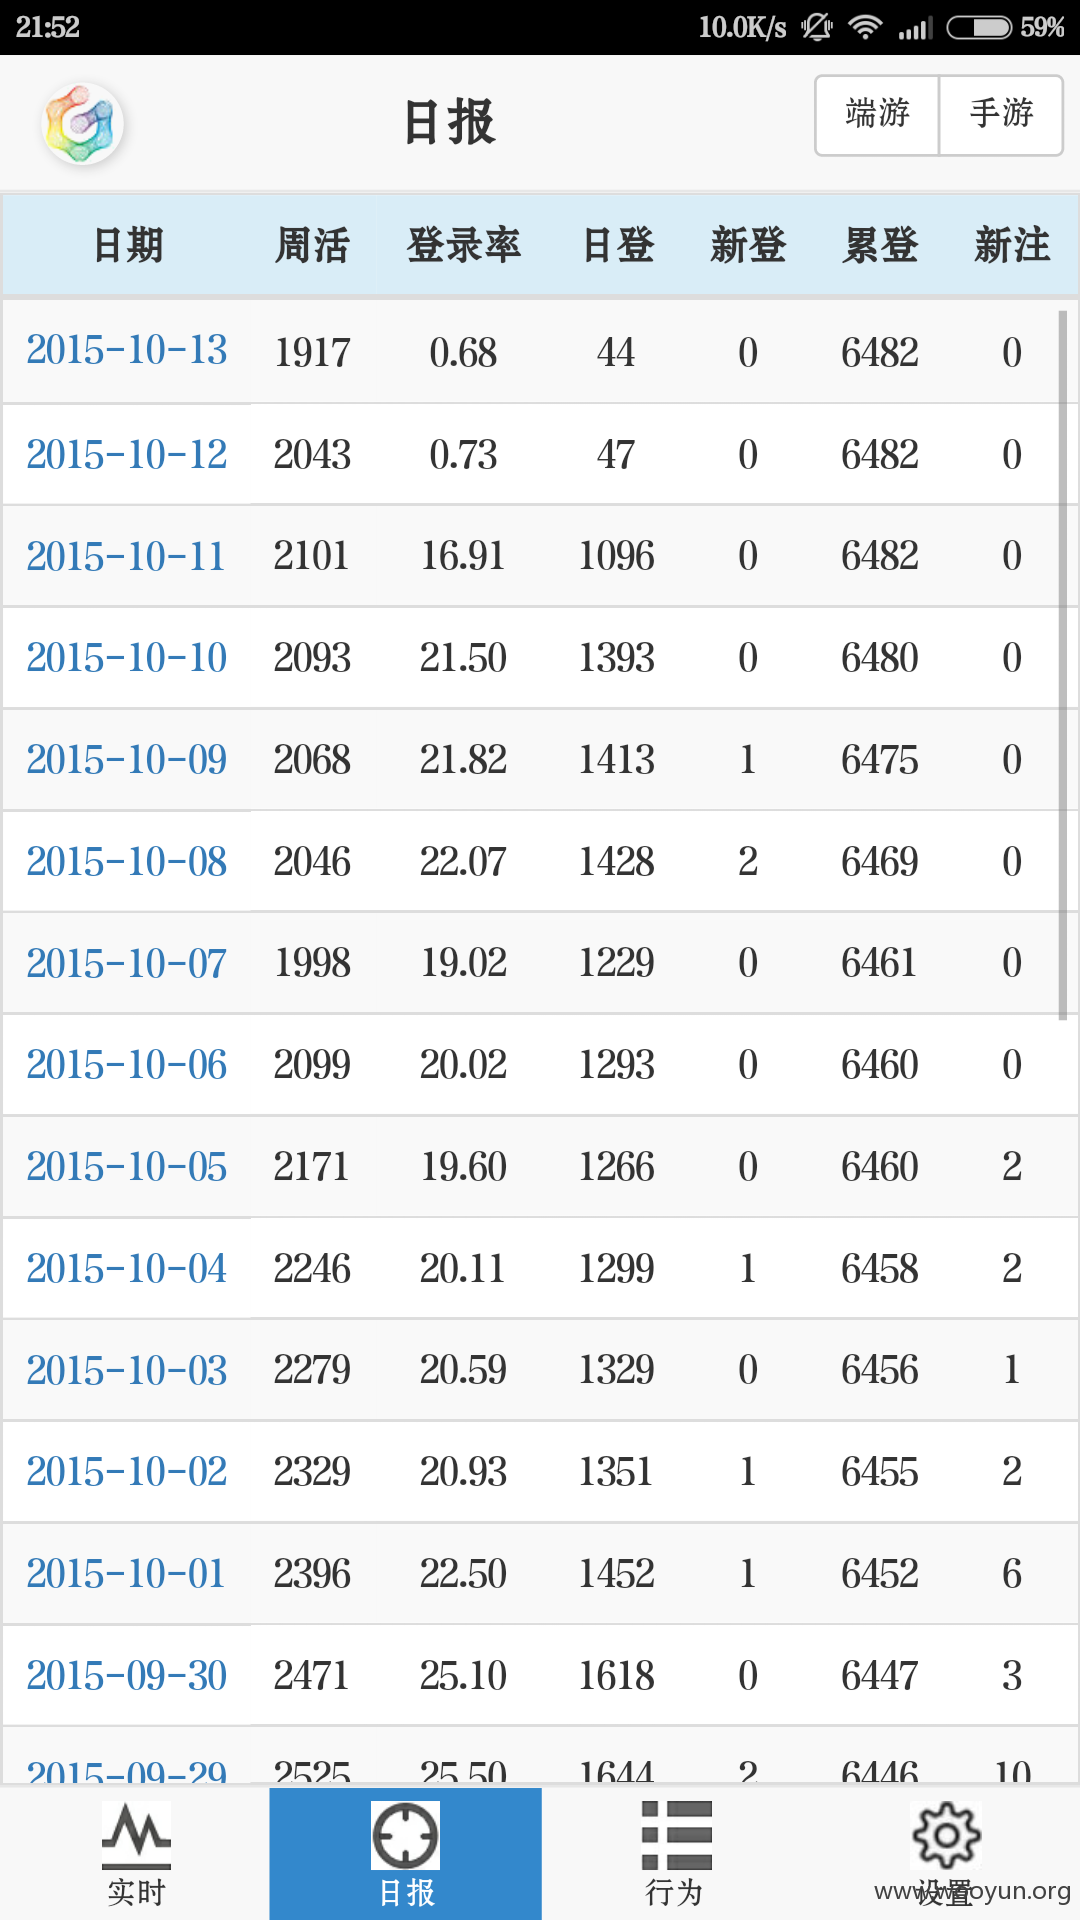 21:52 10.0K/s 59%
日报 端游 手游
日期 周活 登录率 日登 新登 累登 新注
2015-10-13 1917 0.68 44 0 6482 0
2015-10-12 2043 0.73 47 0 6482 0
2015-10-11 2101 16.91 1096 0 6482 0
2015-10-10 2093 21.50 1393 0 6480 0
2015-10-09 2068 21.82 1413 1 6475 0
2015-10-08 2046 22.07 1428 2 6469 0
2015-10-07 1998 19.02 1229 0 6461 0
2015-10-06 2099 20.02 1293 0 6460 0
2015-10-05 2171 19.60 1266 0 6460 2
2015-10-04 2246 20.11 1299 1 6458 2
2015-10-03 2279 20.59 1329 0 6456 1
2015-10-02 2329 20.93 1351 1 6455 2
2015-10-01 2396 22.50 1452 1 6452 6
2015-09-30 2471 25.10 1618 0 6447 3
2015-09-29 2525 25.50 1644 2 6446 10
实时 日报 行为 设置
www.wooyun.org